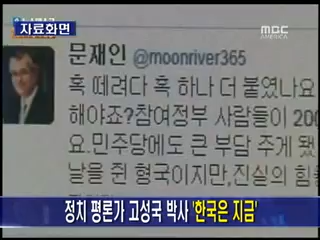 자료화면
mbc
AMERICA
문재인 @moonriver365
혹 떼려다 혹 하나 더 붙였나요
해야죠?참여정부 사람들이 200
요.민주당에도 큰 부담 주게 됐
날을 쥔 형국이지만,진실의 힘을
정치 평론가 고성국 박사 '한국은 지금'